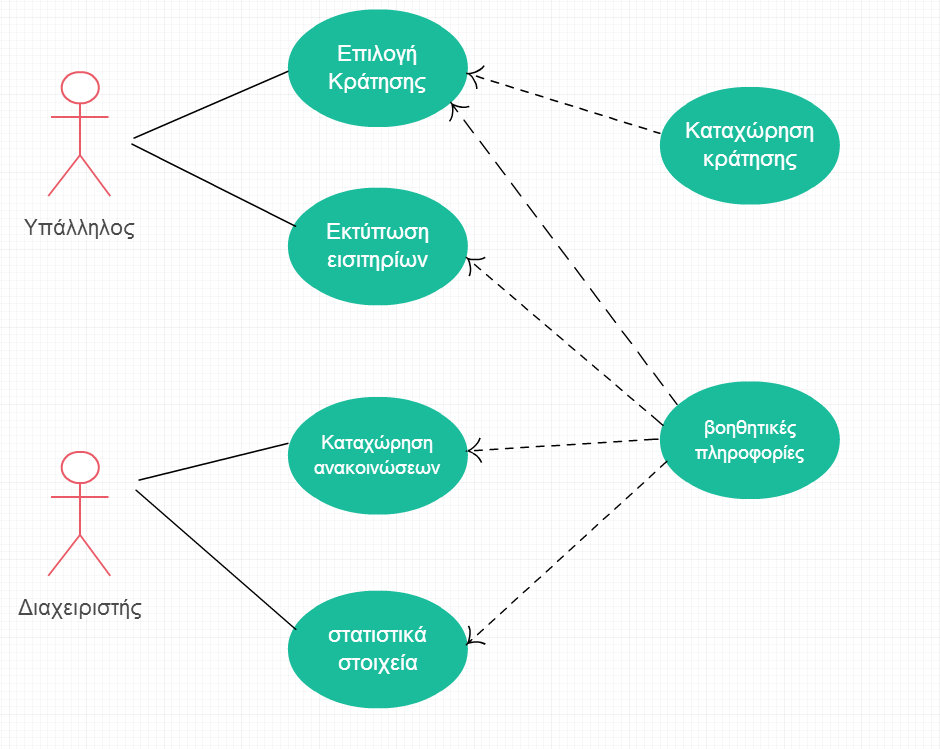 Επιλογή
Κράτησης
Καταχώρηση
κράτησης
Υπάλληλος
Εκτύπωση
εισιτηρίων
βοηθητικές
πληροφορίες
Καταχώρηση
ανακοινώσεων
Διαχειριστής
στατιστικά
στοιχεία